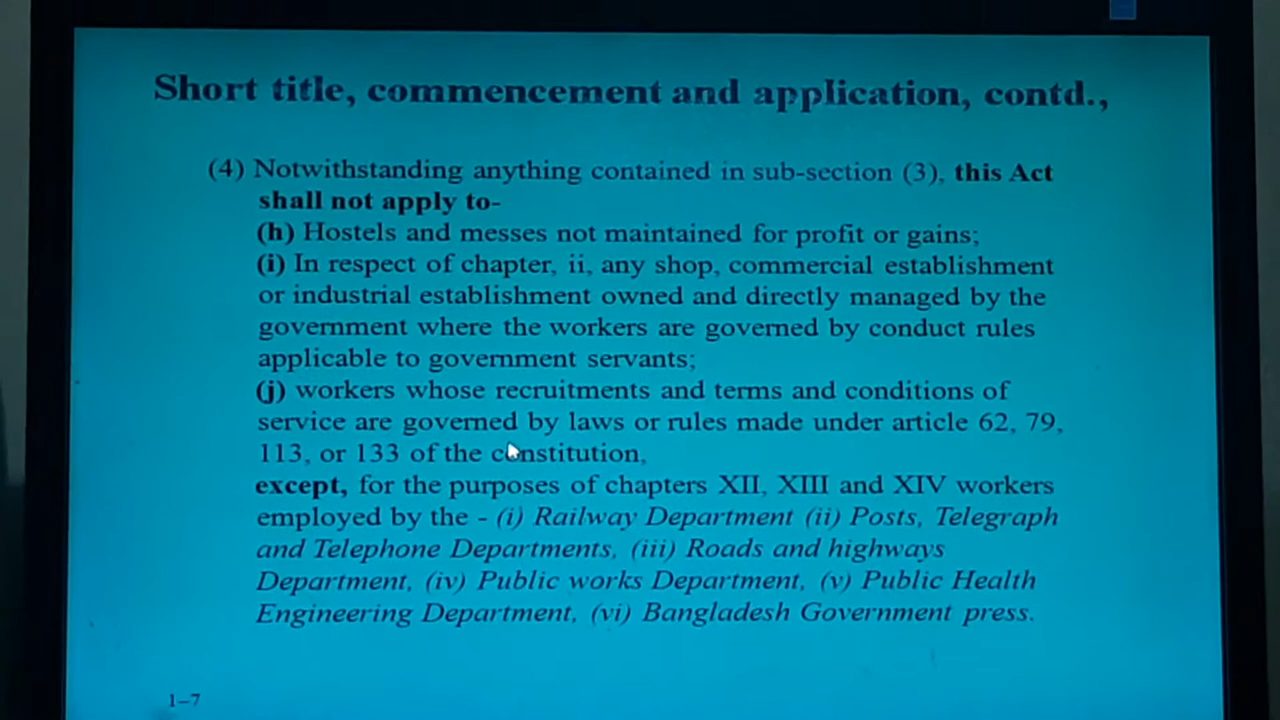 Short title, commencement and application, contd.,
(4) Notwithstanding anything contained in sub-section (3), this Act
shall not apply to-
(h) Hostels and messes not maintained for profit or gains;
(i) In respect of chapter, ii, any shop, commercial establishment
or industrial establishment owned and directly managed by the
government where the workers are governed by conduct rules
applicable to government servants;
(j) workers whose recruitments and terms and conditions of
service are governed by laws or rules made under article 62, 79,
113, or 133 of the constitution,
except, for the purposes of chapters XII, XIII and XIV workers
employed by the - (i) Railway Department (ii) Posts, Telegraph
and Telephone Departments, (iii) Roads and highways
Department, (iv) Public works Department, (v) Public Health
Engineering Department, (vi) Bangladesh Government press.
1–7